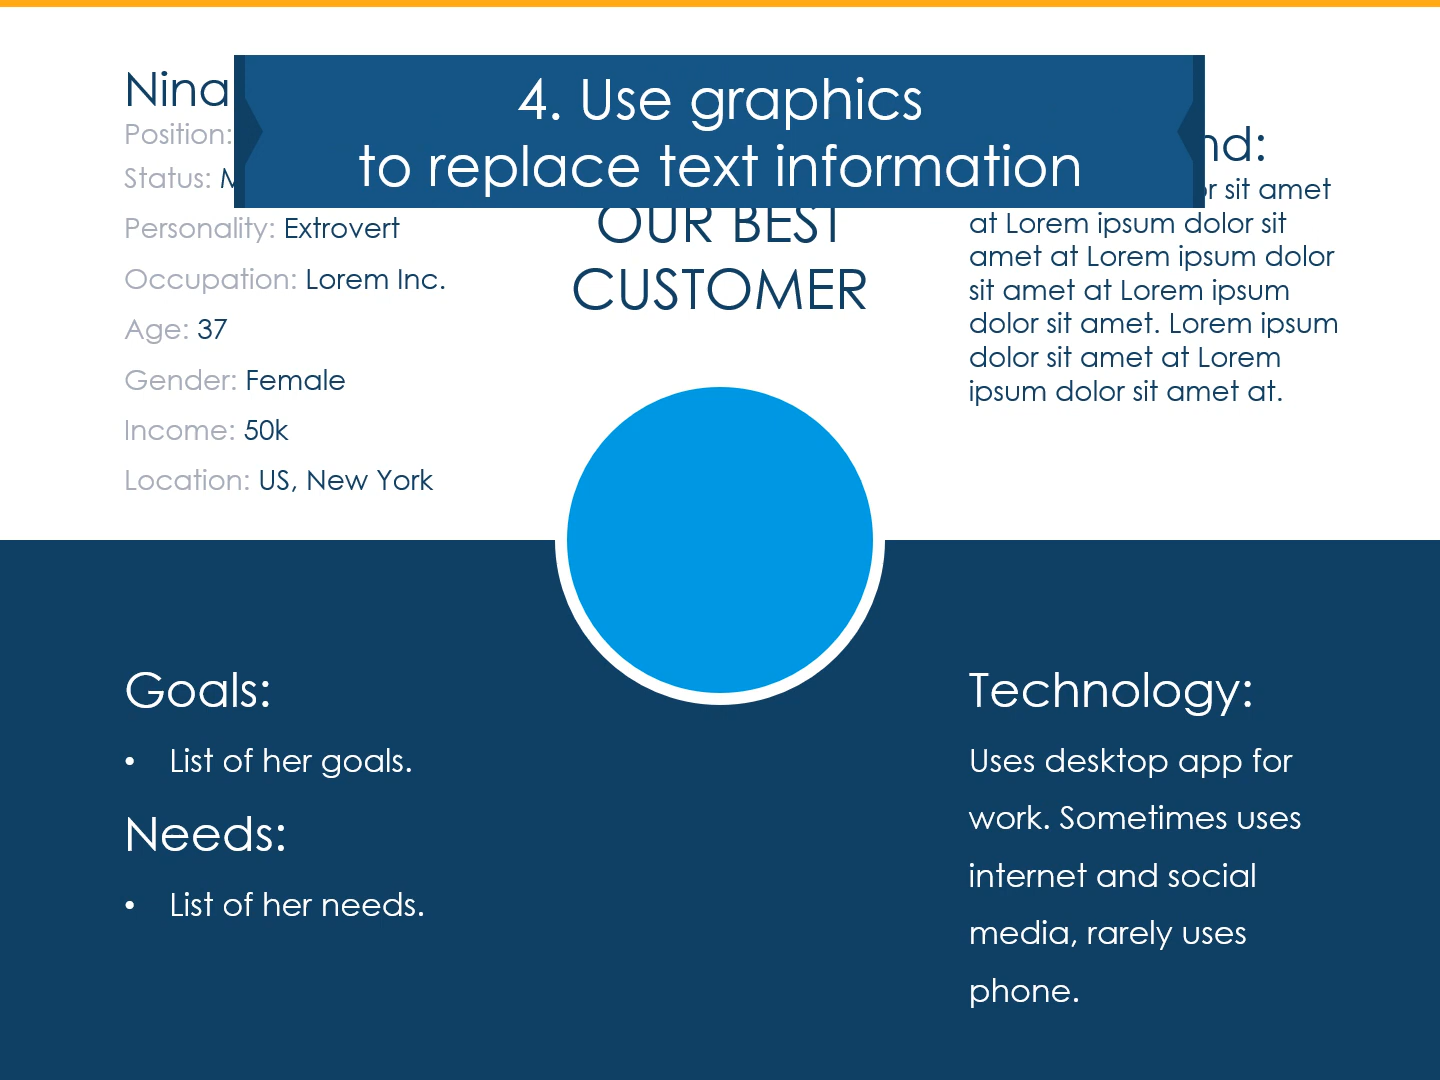 4. Use graphics
to replace text information
Nina
Position:
Status:
Personality: Extrovert
Occupation: Lorem Inc.
Age: 37
Gender: Female
Income: 50k
Location: US, New York
OUR BEST
CUSTOMER
sit amet
at Lorem ipsum dolor sit
amet at Lorem ipsum dolor
sit amet at Lorem ipsum
dolor sit amet. Lorem ipsum
dolor sit amet at Lorem
ipsum dolor sit amet at.
Goals:
• List of her goals.
Needs:
• List of her needs.
Technology:
Uses desktop app for
work. Sometimes uses
internet and social
media, rarely uses
phone.